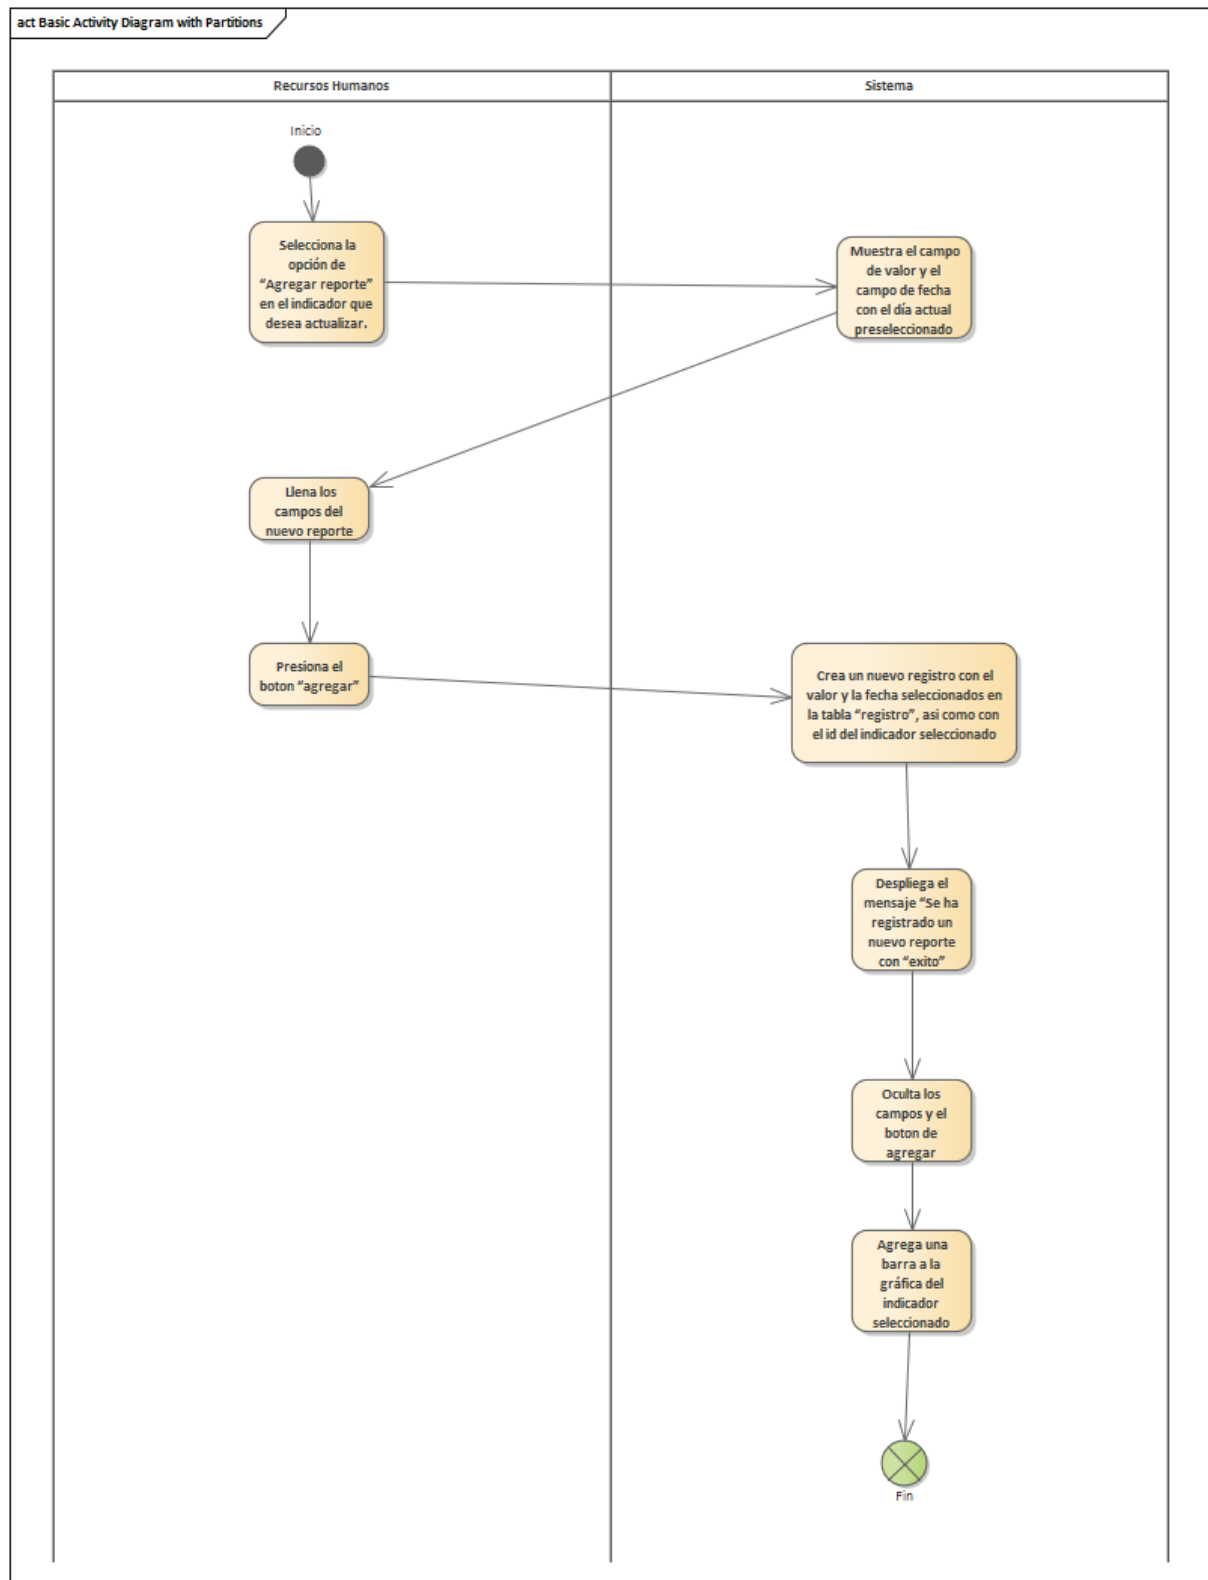 act Basic Activity Diagram with Partitions
Recursos Humanos
Sistema
Inicio
Selecciona la
opción de
“Agregar reporte”
en el indicador que
desea actualizar.
Muestra el campo
de valor y el
campo de fecha
con el día actual
preseleccionado
Llena los
campos del
nuevo reporte
Presiona el
boton “agregar”
Crea un nuevo registro con el
valor y la fecha seleccionados en
la tabla “registro”, asi como con
el id del indicador seleccionado
Despliega el
mensaje “Se ha
registrado un
nuevo reporte
con “exito”
Oculta los
campos y el
boton de
agregar
Agrega una
barra a la
gráfica del
indicador
seleccionado
Fin